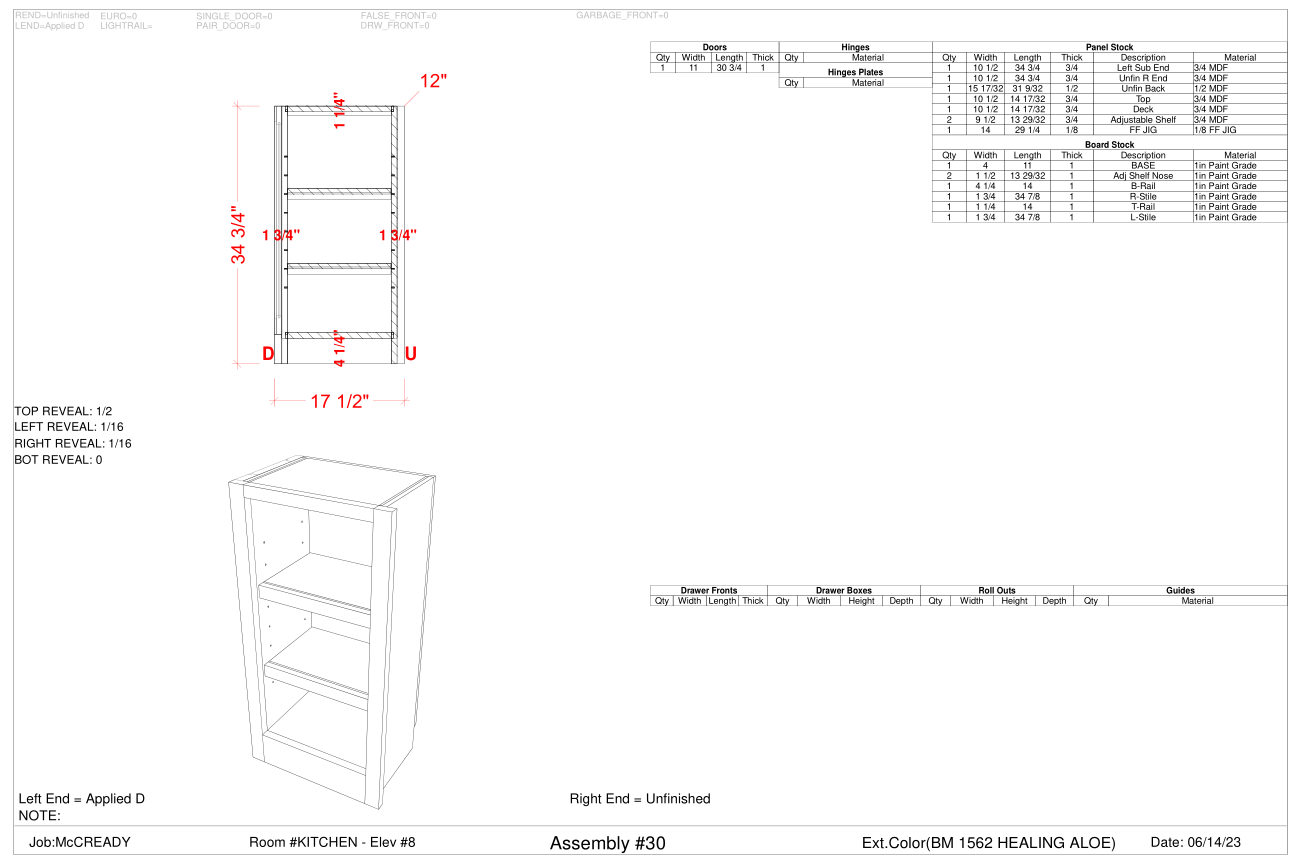 REND=Unfinished EURO=0 SINGLE_DOOR=0 FALSE_FRONT=0 GARBAGE_FRONT=0
LEND=Applied D LIGHTRAIL= PAIR_DOOR=0 DRW_FRONT=0
Doors Hinges Panel Stock
Qty Width Length Thick Qty Material Qty Width Length Thick Description Material
1 11 30 3/4 1
Hinges Plates
Qty Material
1 10 1/2 34 3/4 3/4 Left Sub End 3/4 MDF
1 10 1/2 34 3/4 3/4 Unfin R End 3/4 MDF
1 15 17/32 31 9/32 1/2 Unfin Back 1/2 MDF
1 10 1/2 14 17/32 3/4 Top 3/4 MDF
1 10 1/2 14 17/32 3/4 Deck 3/4 MDF
2 9 1/2 13 29/32 3/4 Adjustable Shelf 3/4 MDF
1 14 29 1/4 1/8 FF JIG 1/8 FF JIG
Board Stock
Qty Width Length Thick Description Material
1 4 11 1 BASE 1in Paint Grade
2 1 1/2 13 29/32 1 Adj Shelf Nose 1in Paint Grade
1 4 1/4 14 1 B-Rail 1in Paint Grade
1 1 3/4 34 7/8 1 R-Stile 1in Paint Grade
1 1 1/4 14 1 T-Rail 1in Paint Grade
1 1 3/4 34 7/8 1 L-Stile 1in Paint Grade
12"
1 1/4"
34 3/4"
1 3/4" 1 3/4"
4 1/4"
D U
17 1/2"
TOP REVEAL: 1/2
LEFT REVEAL: 1/16
RIGHT REVEAL: 1/16
BOT REVEAL: 0
Drawer Fronts Drawer Boxes Roll Outs Guides
Qty Width Length Thick Qty Width Height Depth Qty Width Height Depth Qty Material
Left End = Applied D Right End = Unfinished
NOTE:
Job:McCREADY Room #KITCHEN - Elev #8 Assembly #30 Ext.Color(BM 1562 HEALING ALOE) Date: 06/14/23